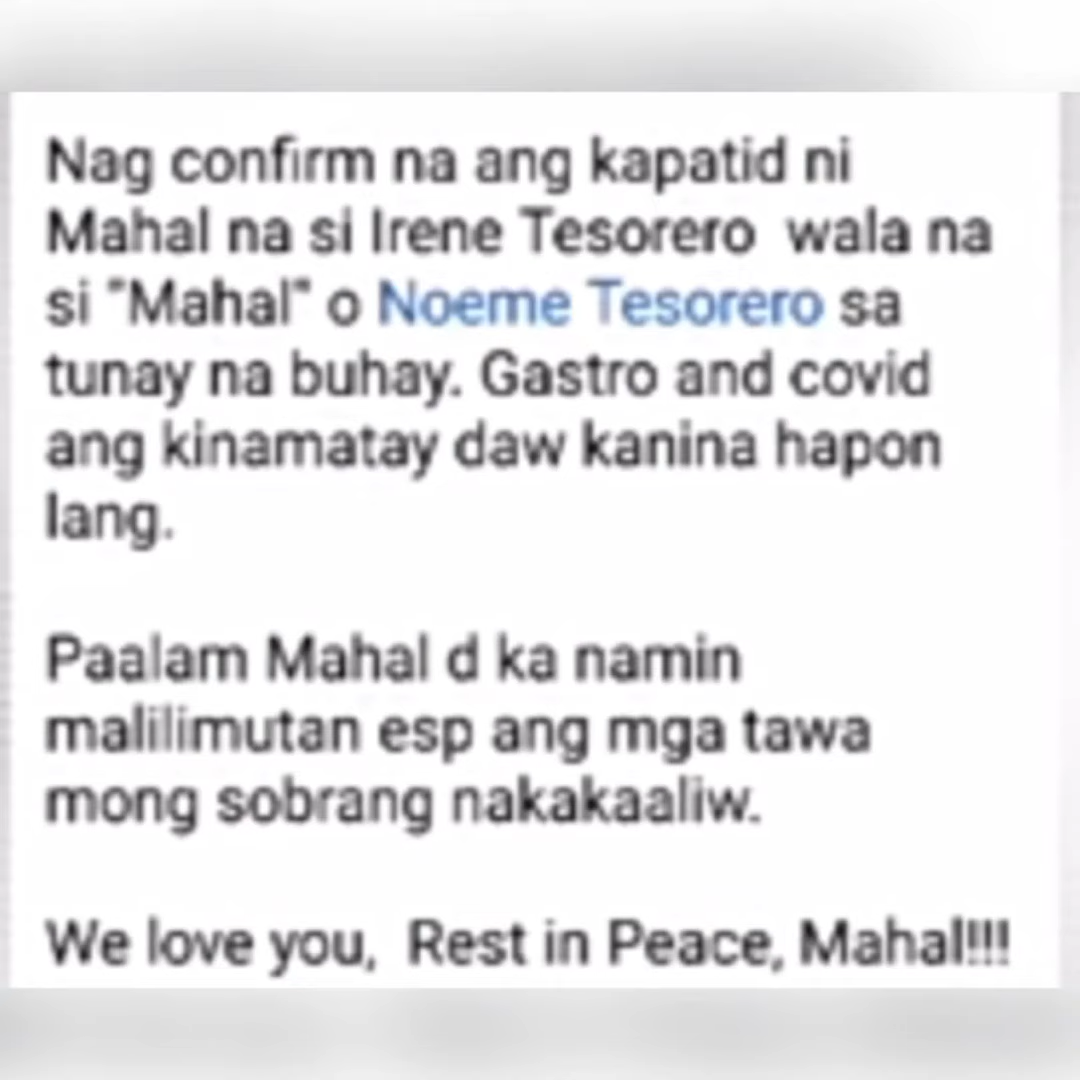 Nag confirm na ang kapatid ni
Mahal na si Irene Tesorero wala na
si "Mahal" o Noeme Tesorero sa
tunay na buhay. Gastro and covid
ang kinamatay daw kanina hapon
lang.
Paalam Mahal d ka namin
malilimutan esp ang mga tawa
mong sobrang nakakaaliw.
We love you, Rest in Peace, Mahal!!!